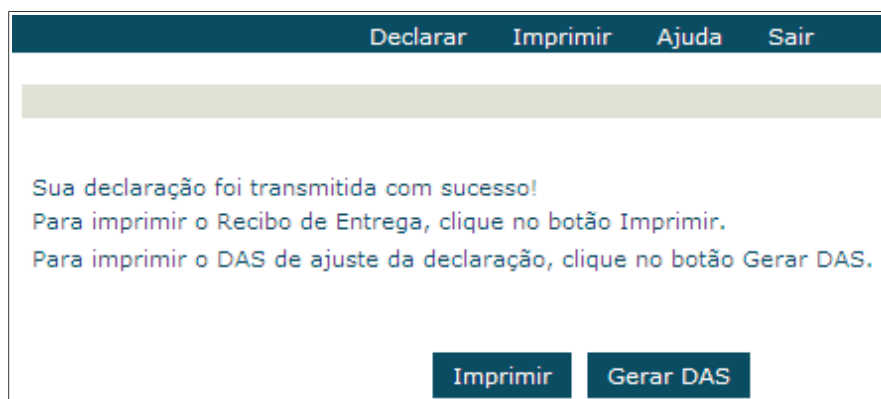 Declarar Imprimir Ajuda Sair
Sua declaração foi transmitida com sucesso!
Para imprimir o Recibo de Entrega, clique no botão Imprimir.
Para imprimir o DAS de ajuste da declaração, clique no botão Gerar DAS.
Imprimir Gerar DAS